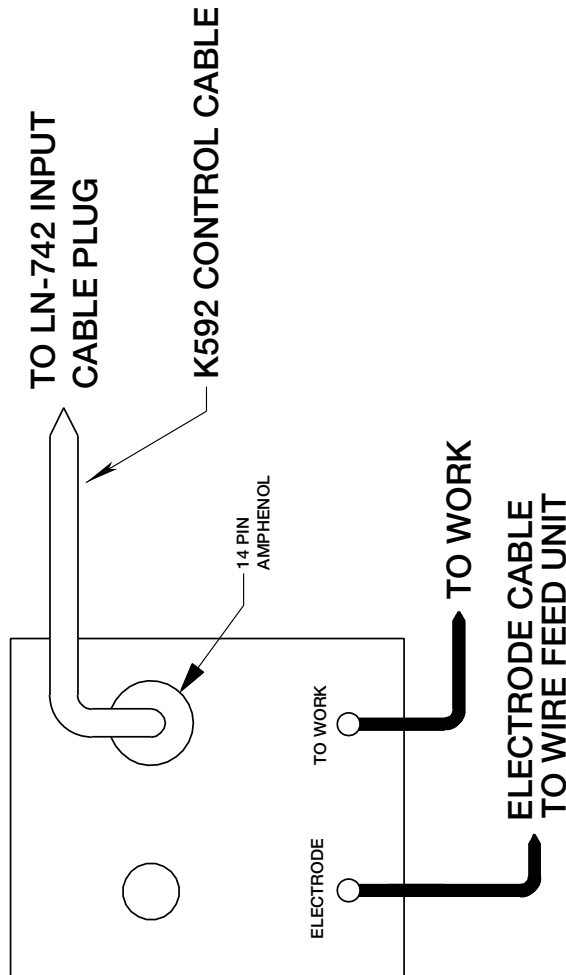 TO LN-742 INPUT
CABLE PLUG
K592 CONTROL CABLE
14 PIN
AMPHENOL
TO WORK
TO WORK
ELECTRODE
ELECTRODE CABLE
TO WIRE FEED UNIT